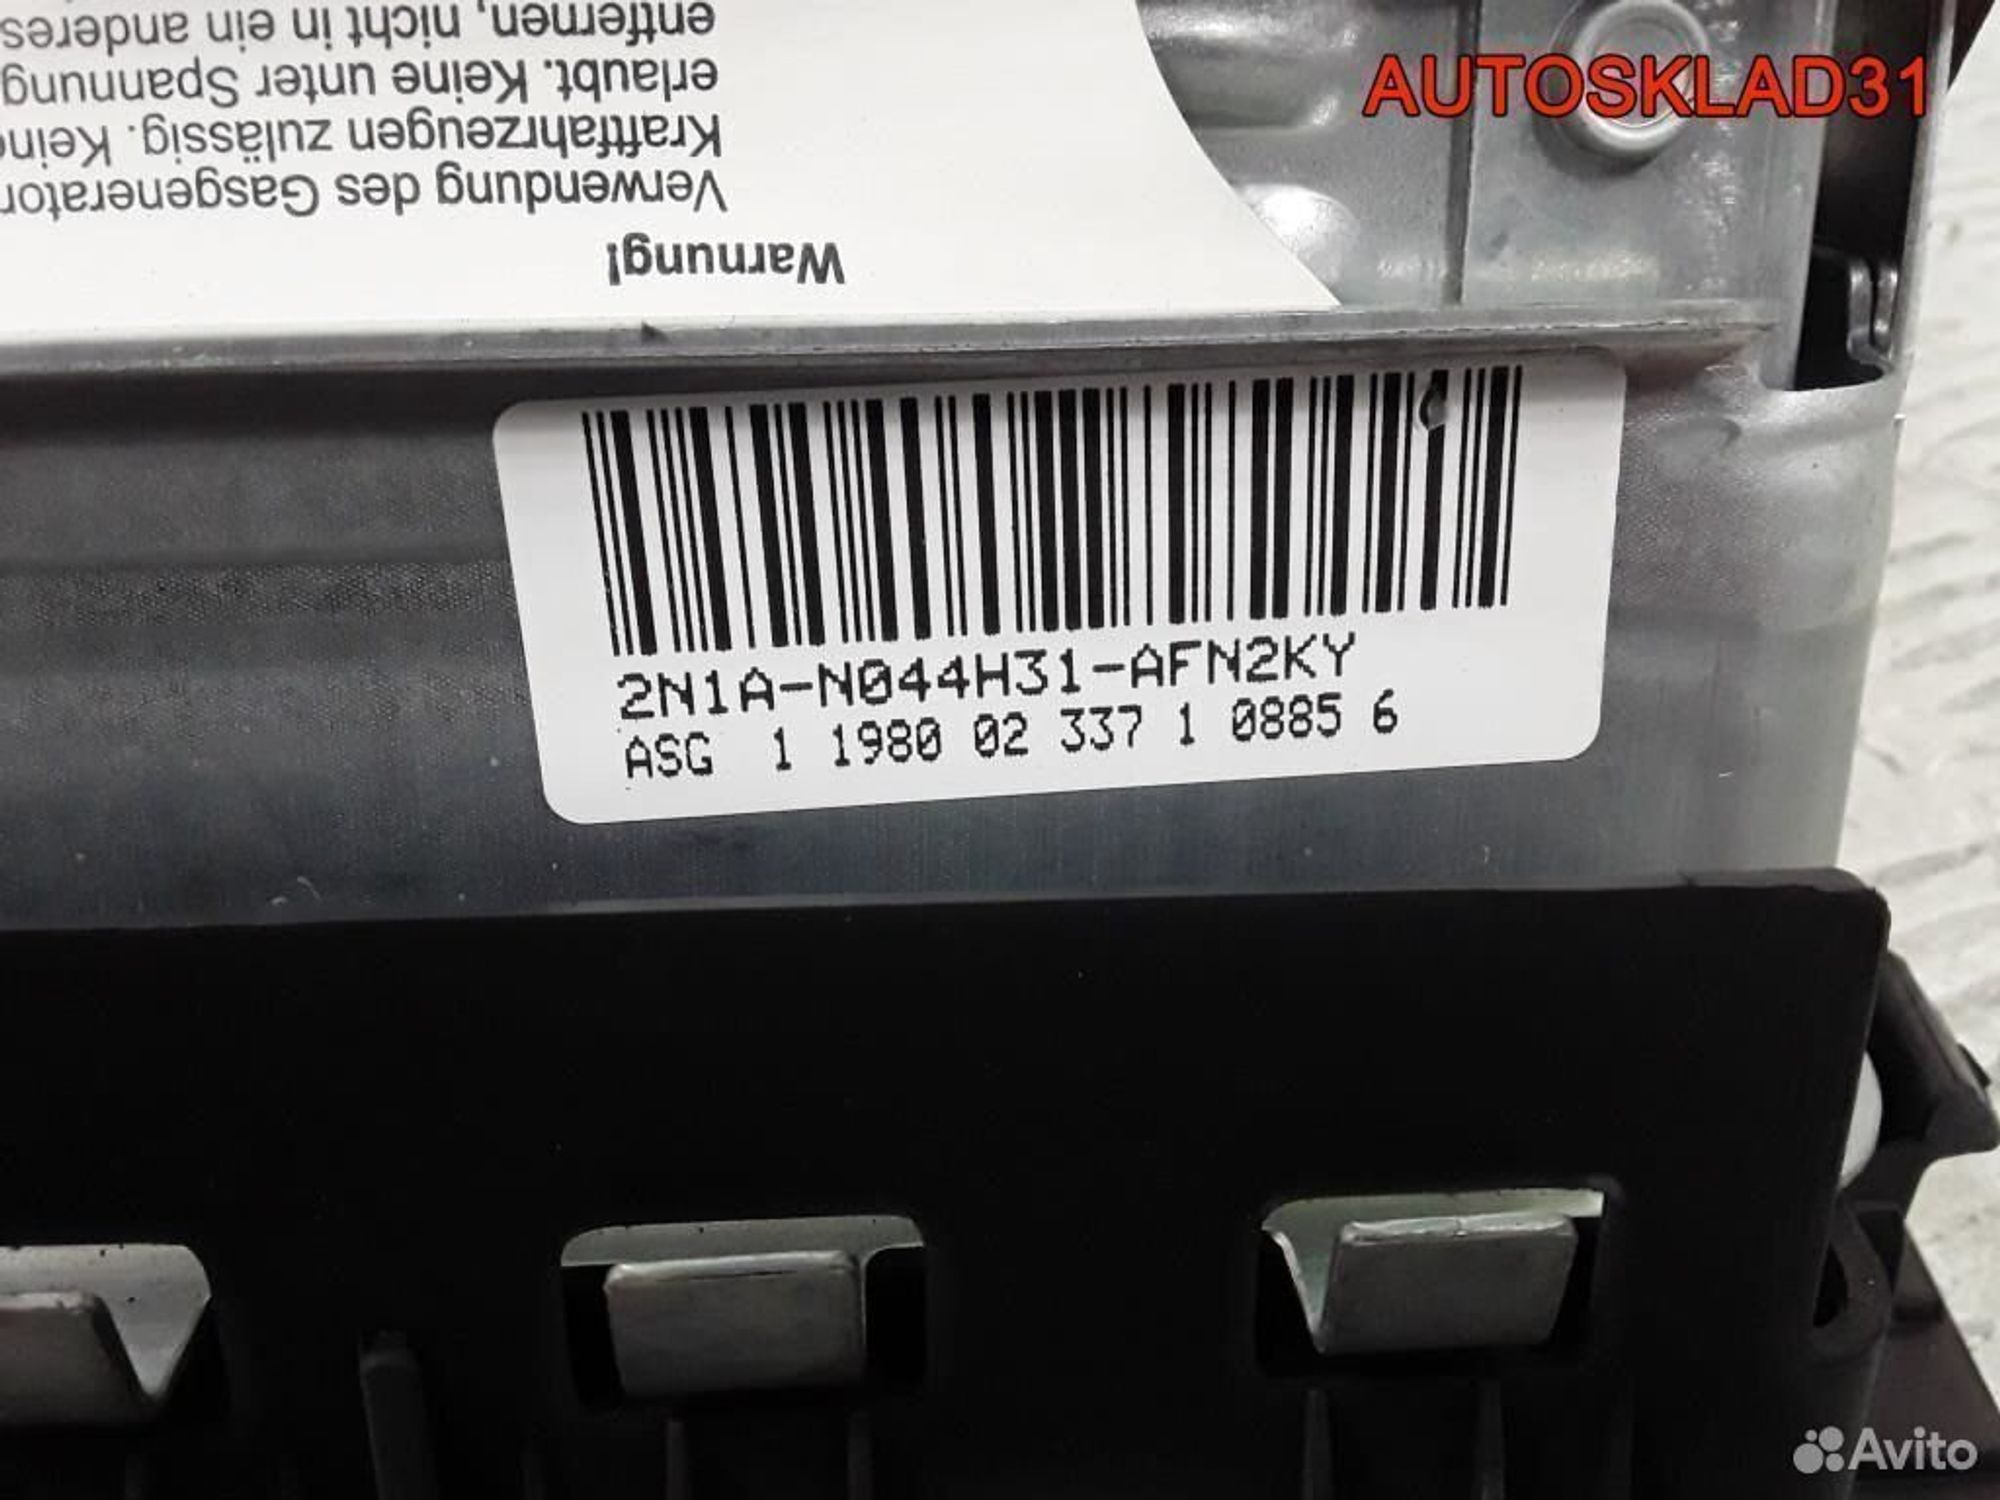 AUTOSKLAD31
Warnung!
Verwendung des Gasgenerator
Kraftfahrzeugen zulässig. Keine
erlaubt. Keine unter Spannung
entfernen, nicht in ein anderes
2N1A-N044H31-AFN2KY
ASG 1 1980 02 337 1 0885 6
Avito